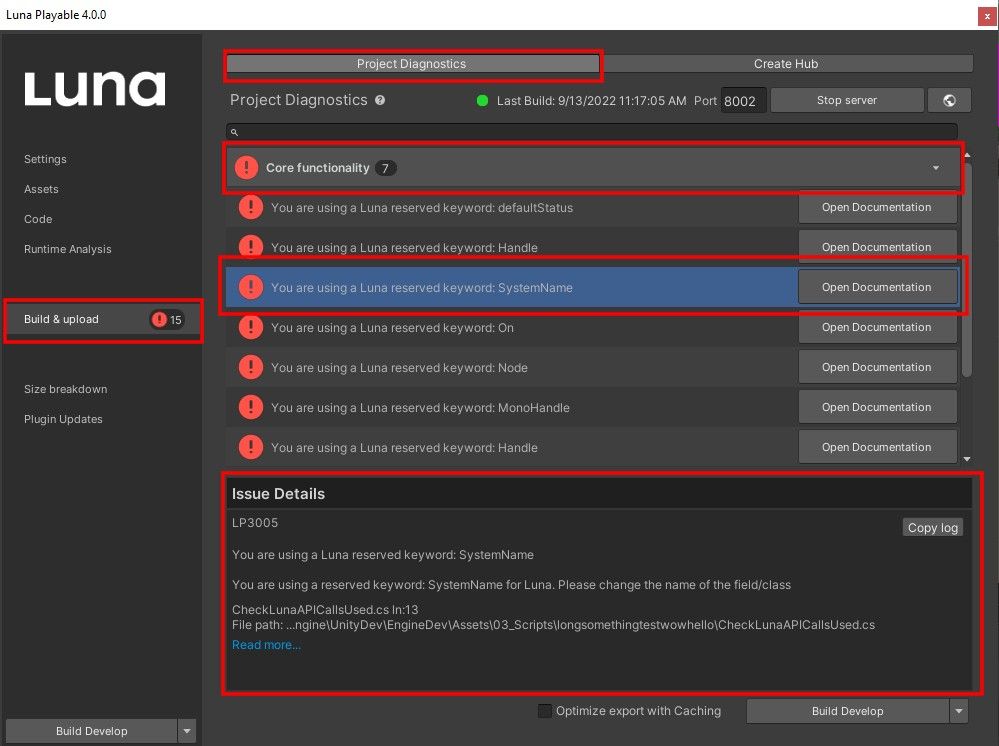 Luna Playable 4.0.0
x
LUNA
Settings
Assets
Code
Runtime Analysis
Build & upload
! 15
Size breakdown
Plugin Updates
Build Develop
Project Diagnostics
Create Hub
Project Diagnostics ?
Last Build: 9/13/2022 11:17:05 AM Port 8002 Stop server
! Core functionality 7
! You are using a Luna reserved keyword: defaultStatus Open Documentation
! You are using a Luna reserved keyword: Handle Open Documentation
! You are using a Luna reserved keyword: SystemName Open Documentation
! You are using a Luna reserved keyword: On Open Documentation
! You are using a Luna reserved keyword: Node Open Documentation
! You are using a Luna reserved keyword: MonoHandle Open Documentation
! You are using a Luna reserved keyword: Handle Open Documentation
Issue Details
LP3005
Copy log
You are using a Luna reserved keyword: SystemName
You are using a reserved keyword: SystemName for Luna. Please change the name of the field/class
CheckLunaAPICallsUsed.cs ln:13
File path: ...ngine\UnityDev\EngineDev\Assets\03_Scripts\longsomethingtestwowhello\CheckLunaAPICallsUsed.cs
Read more...
Optimize export with Caching
Build Develop